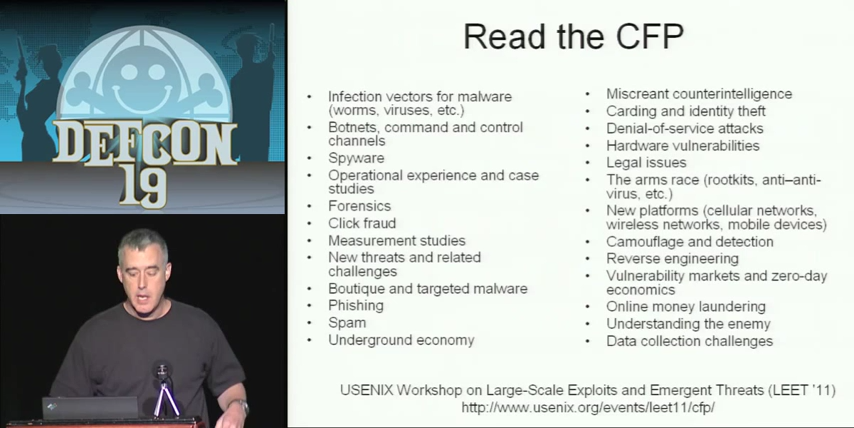 DEFCON
19
Read the CFP
• Infection vectors for malware
(worms, viruses, etc.)
• Botnets, command and control
channels
• Spyware
• Operational experience and case
studies
• Forensics
• Click fraud
• Measurement studies
• New threats and related
challenges
• Boutique and targeted malware
• Phishing
• Spam
• Underground economy
• Miscreant counterintelligence
• Carding and identity theft
• Denial-of-service attacks
• Hardware vulnerabilities
• Legal issues
• The arms race (rootkits, anti–anti-
virus, etc.)
• New platforms (cellular networks,
wireless networks, mobile devices)
• Camouflage and detection
• Reverse engineering
• Vulnerability markets and zero-day
economics
• Online money laundering
• Understanding the enemy
• Data collection challenges
USENIX Workshop on Large-Scale Exploits and Emergent Threats (LEET '11)
http://www.usenix.org/events/leet11/cfp/